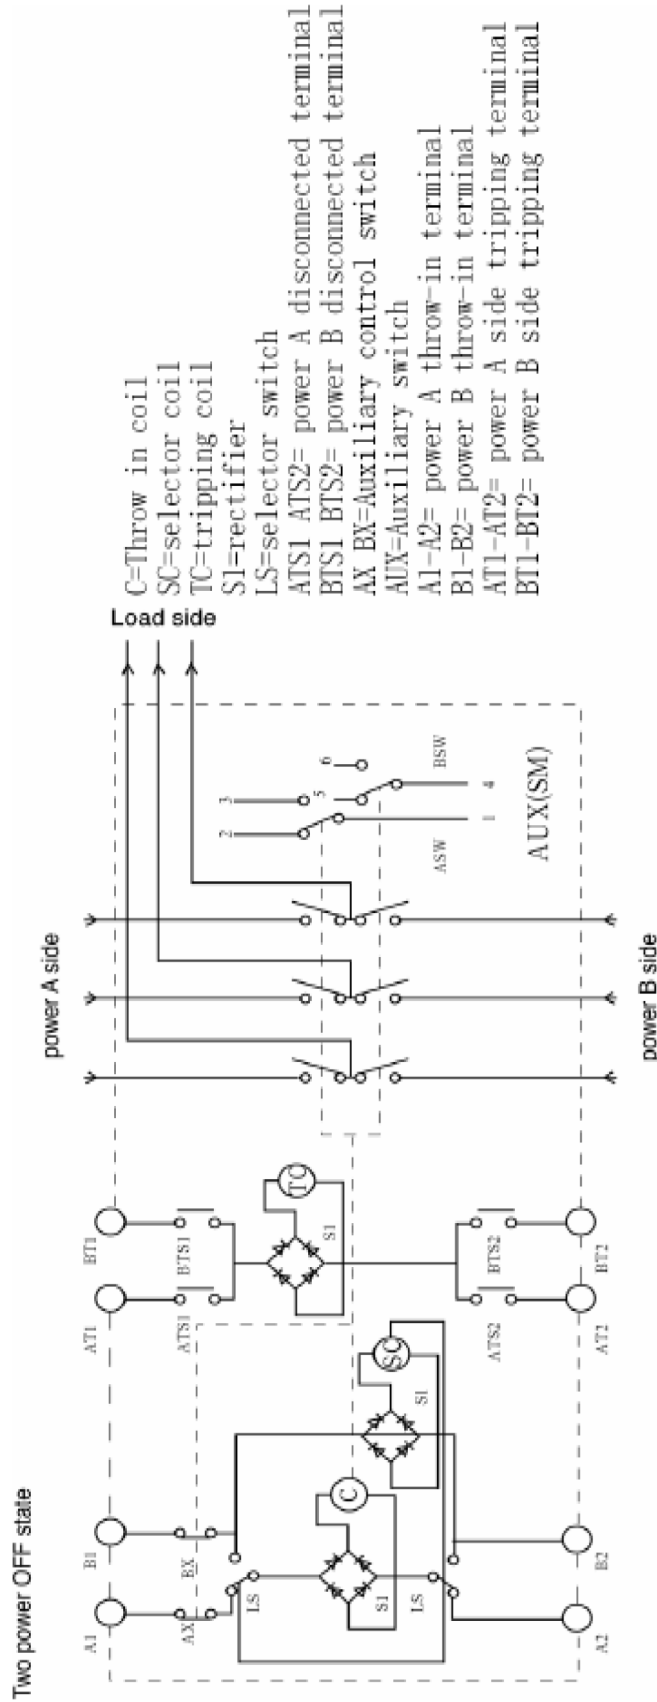 Two power OFF state
power A side
power B side
Load side
A1
B1
AT1
BT1
AX
BX
ATS1
BTS1
LS
C
S1
SC
S1
TC
S1
LS
ATS2
BTS2
A2
B2
AT2
BT2
2
3
5
6
ASW
1
4
BSW
AUX(SM)
C=Throw in coil
SC=selector coil
TC=tripping coil
S1=rectifier
LS=selector switch
ATS1 ATS2= power A disconnected terminal
BTS1 BTS2= power B disconnected terminal
AX BX=Auxiliary control switch
AUX=Auxiliary switch
A1-A2= power A throw-in terminal
B1-B2= power B throw-in terminal
AT1-AT2= power A side tripping terminal
BT1-BT2= power B side tripping terminal